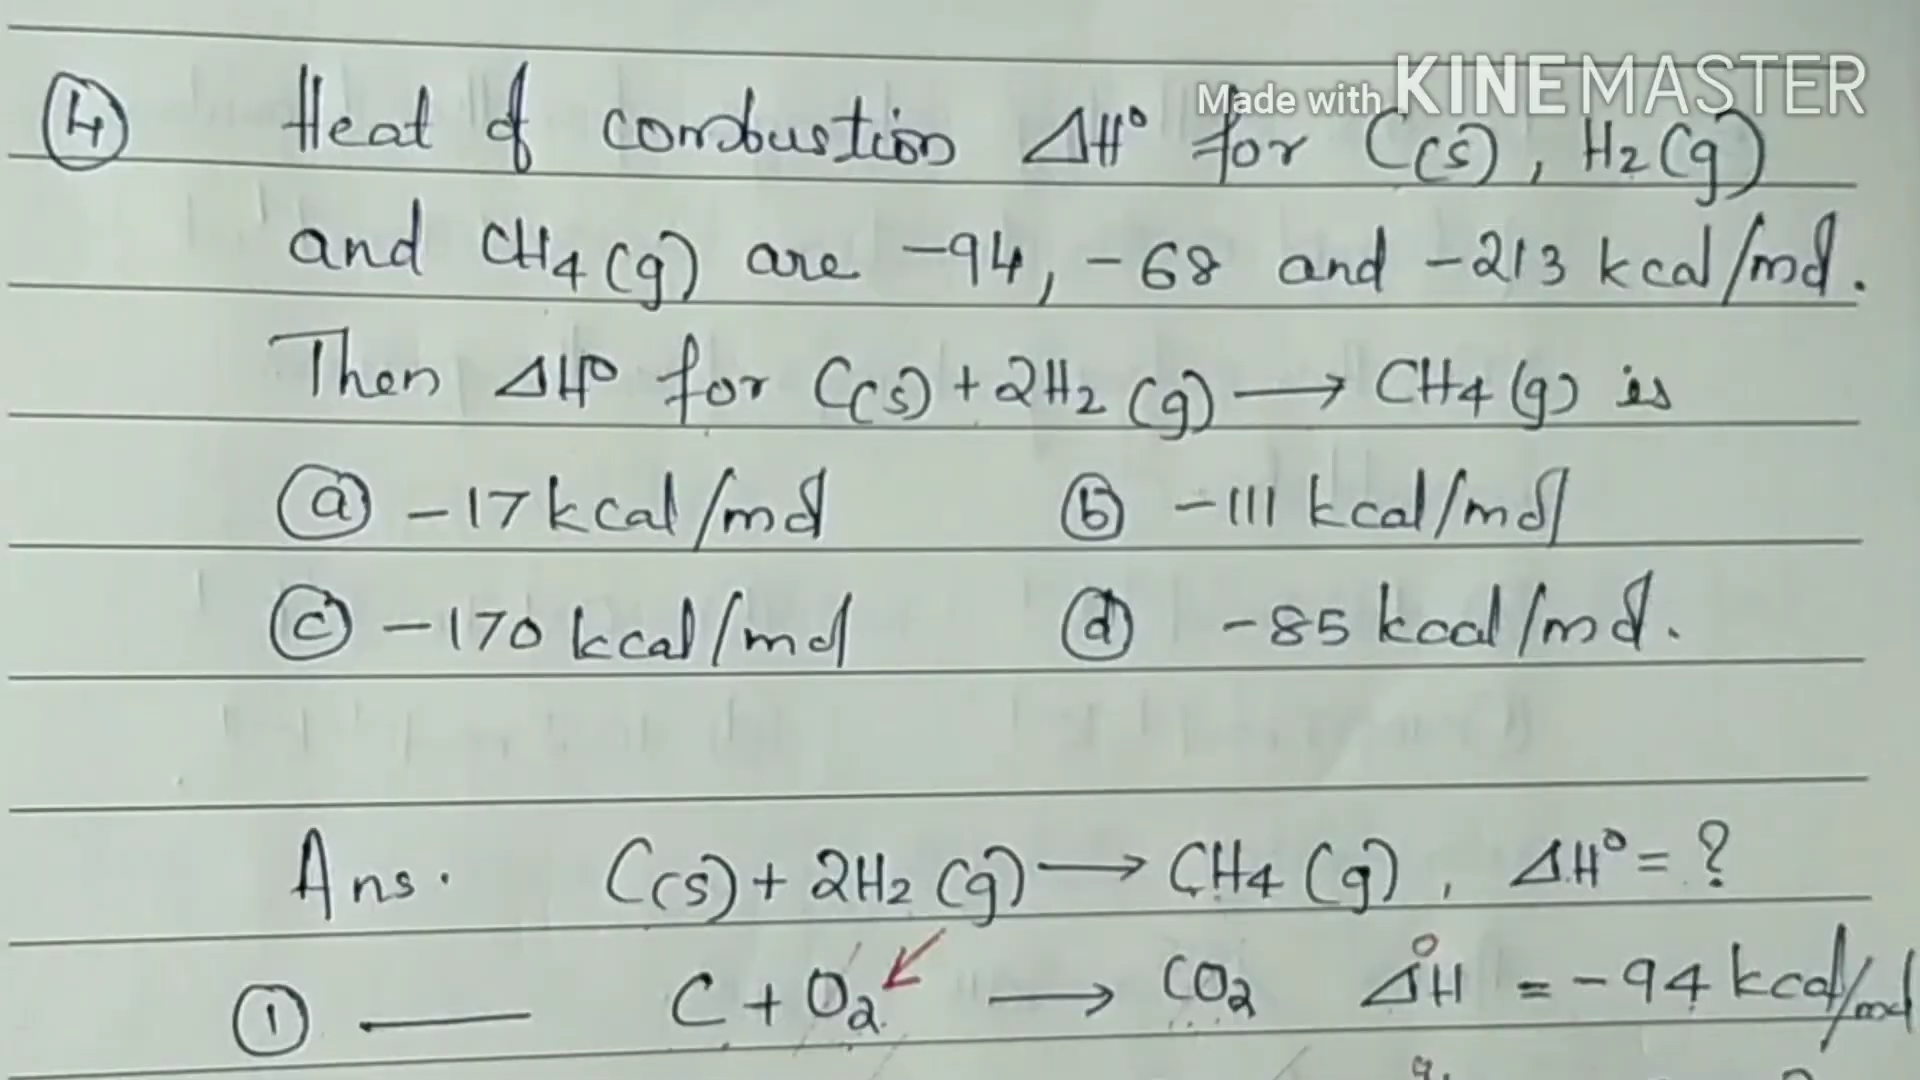 Made with KINEMASTER
④ Heat of combustion ΔH° for C(s), H₂(g)
and CH₄(g) are -94, -68 and -213 kcal/mol.
Then ΔH° for C(s) + 2H₂(g) → CH₄(g) is
ⓐ -17 kcal/mol ⓑ -111 kcal/mol
ⓒ -170 kcal/mol ⓓ -85 kcal/mol.
Ans. C(s) + 2H₂(g) → CH₄(g), ΔH° = ?
① — C + O₂ → CO₂ ΔH° = -94 kcal/mol